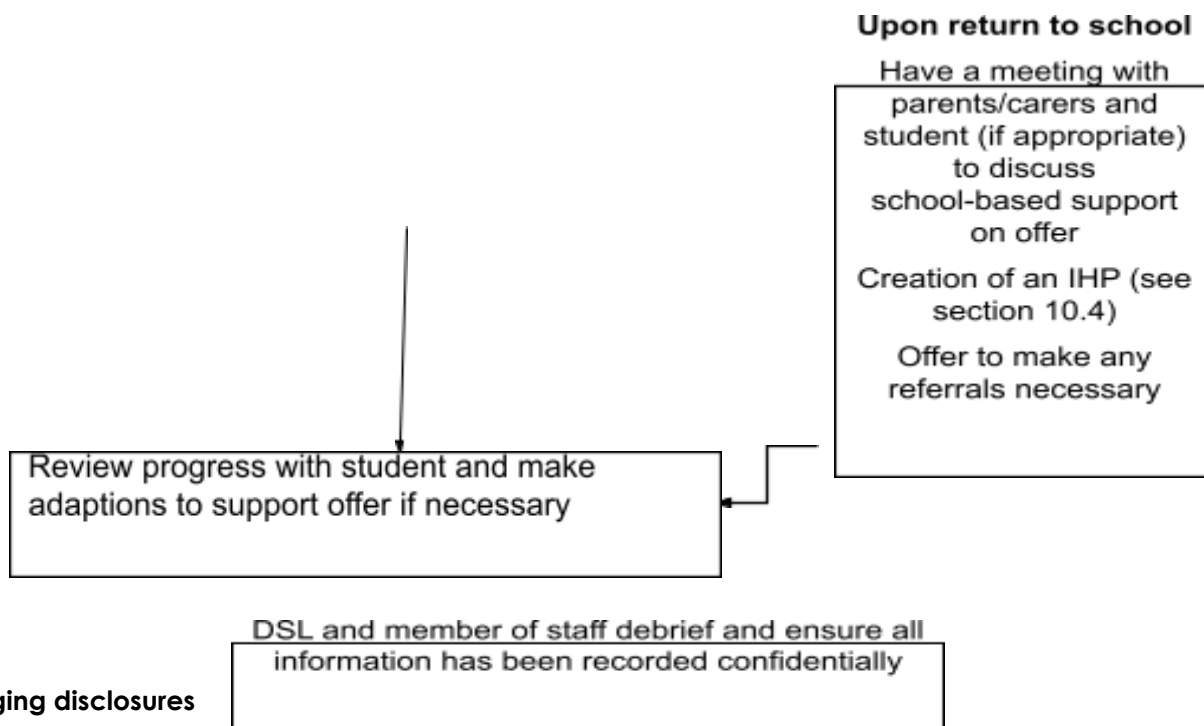 Upon return to school
Have a meeting with
parents/carers and
student (if appropriate)
to discuss
school-based support
on offer
Creation of an IHP (see
section 10.4)
Offer to make any
referrals necessary
Review progress with student and make
adaptions to support offer if necessary
DSL and member of staff debrief and ensure all
information has been recorded confidentially
disclosures